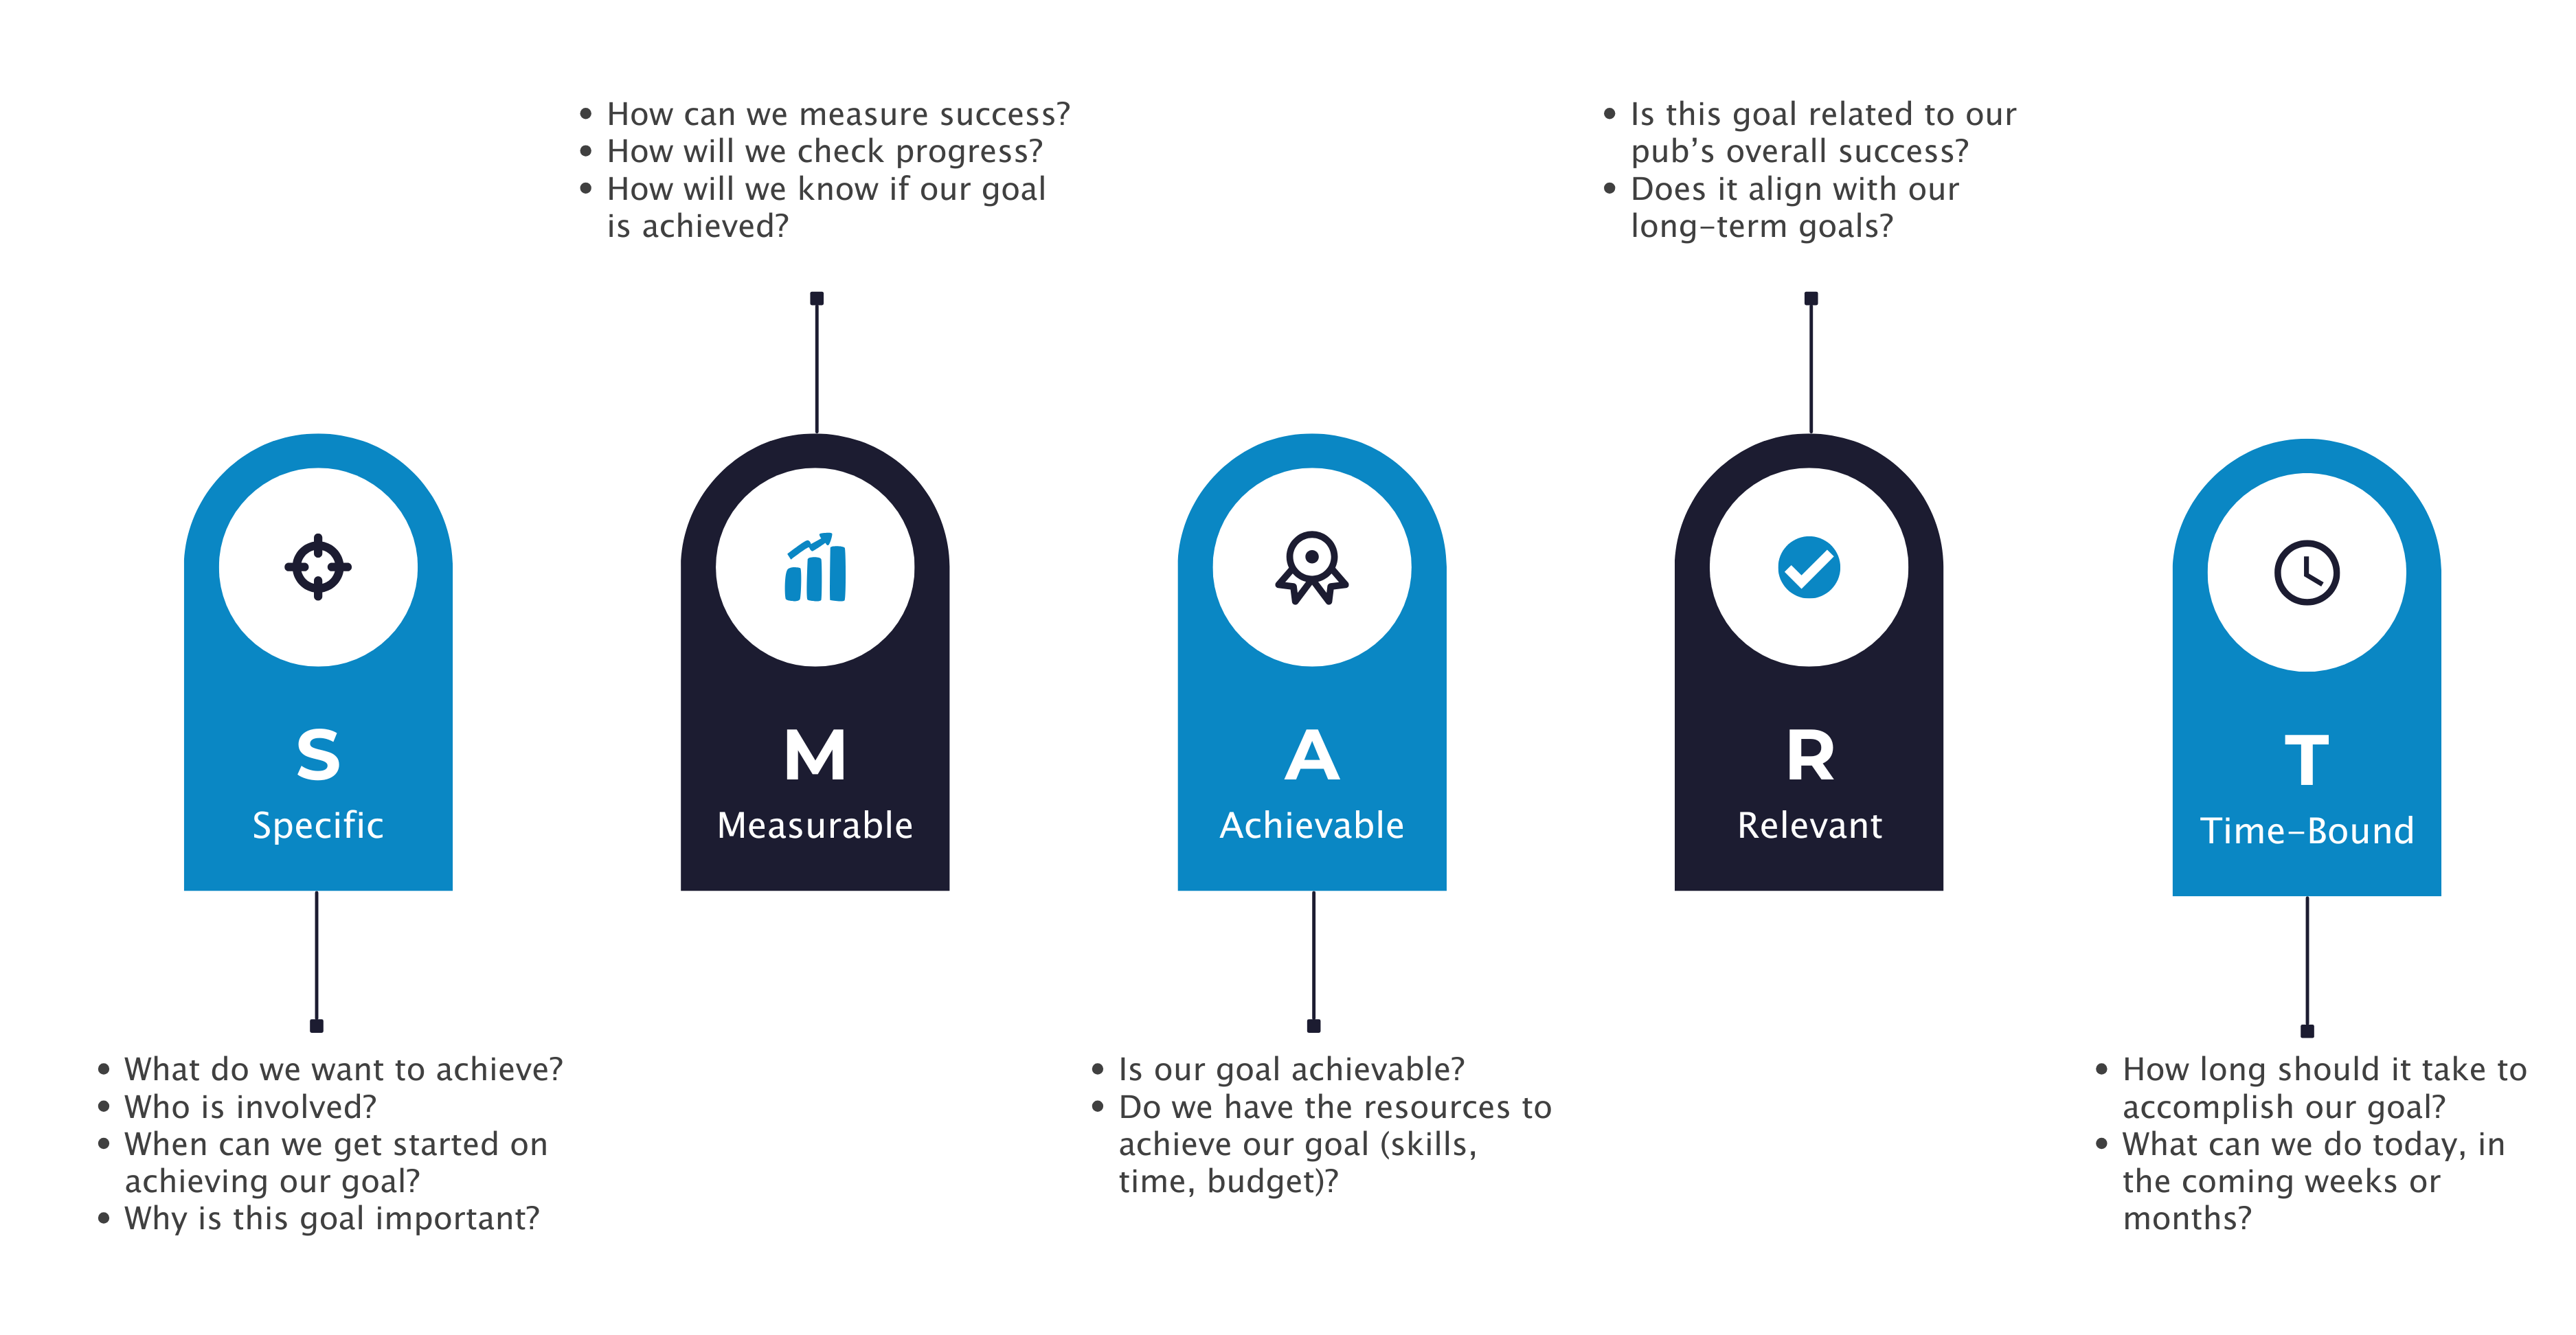 • How can we measure success?
• How will we check progress?
• How will we know if our goal
is achieved?
• Is this goal related to our
pub’s overall success?
• Does it align with our
long-term goals?
S
Specific
M
Measurable
A
Achievable
R
Relevant
T
Time-Bound
• What do we want to achieve?
• Who is involved?
• When can we get started on
achieving our goal?
• Why is this goal important?
• Is our goal achievable?
• Do we have the resources to
achieve our goal (skills,
time, budget)?
• How long should it take to
accomplish our goal?
• What can we do today, in
the coming weeks or
months?